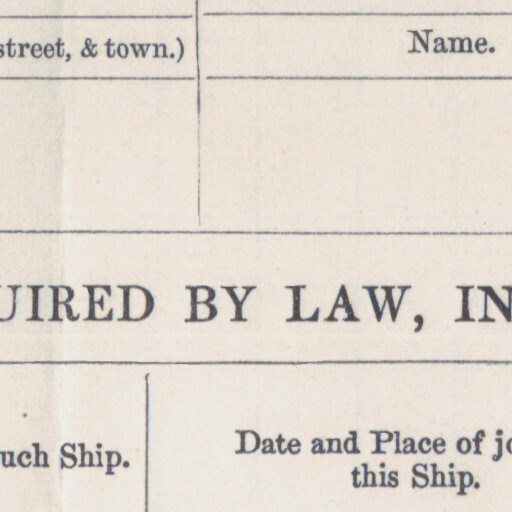 street, & town.)
Name.
UIRED BY LAW, IN
uch Ship.
Date and Place of jo
this Ship.